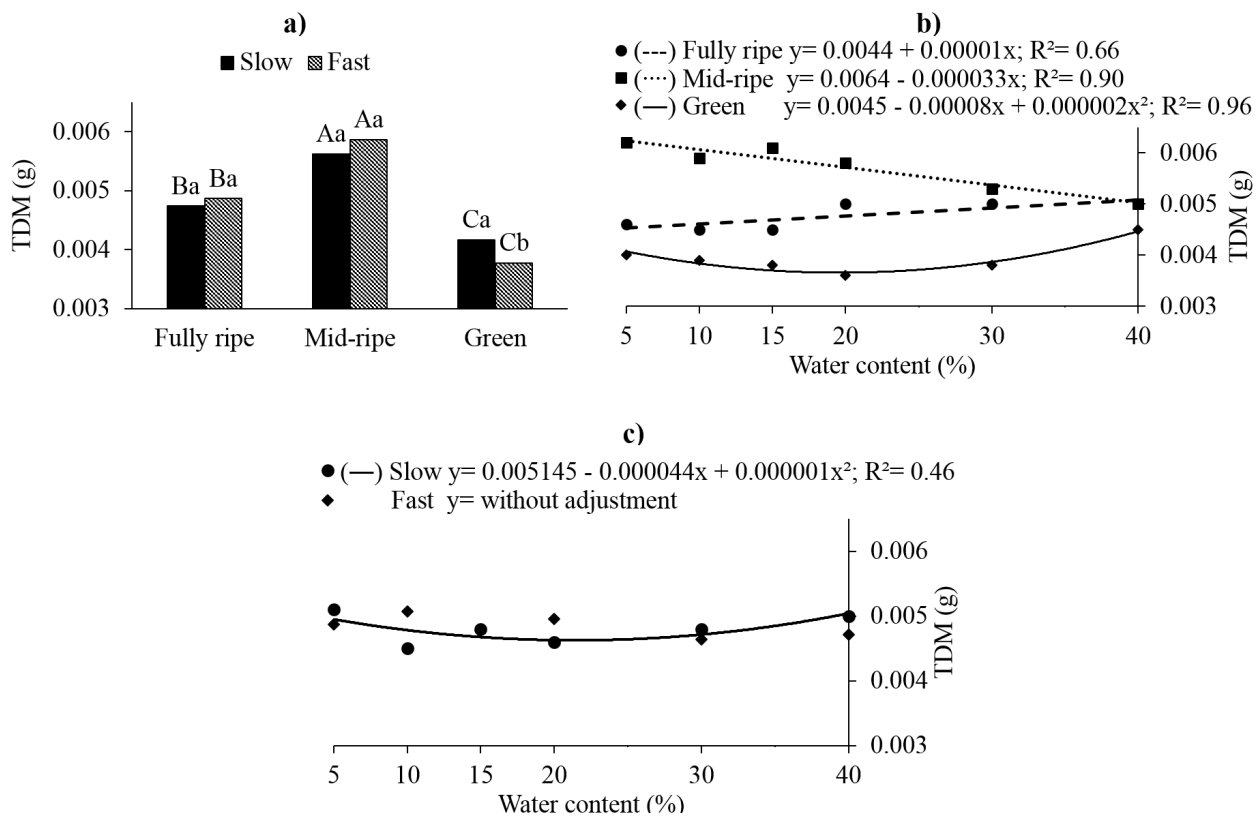 a)
Slow Fast
TDM (g)
0.006
0.005
0.004
0.003
Ba Ba
Aa Aa
Ca Cb
Fully ripe Mid-ripe Green
b)
(---) Fully ripe y= 0.0044 + 0.00001x; R²= 0.66
(·····) Mid-ripe y= 0.0064 - 0.000033x; R²= 0.90
(—) Green y= 0.0045 - 0.00008x + 0.000002x²; R²= 0.96
0.006
0.005
0.004
0.003
TDM (g)
5 10 15 20 30 40
Water content (%)
c)
(—) Slow y= 0.005145 - 0.000044x + 0.000001x²; R²= 0.46
Fast y= without adjustment
0.006
0.005
0.004
0.003
TDM (g)
5 10 15 20 30 40
Water content (%)